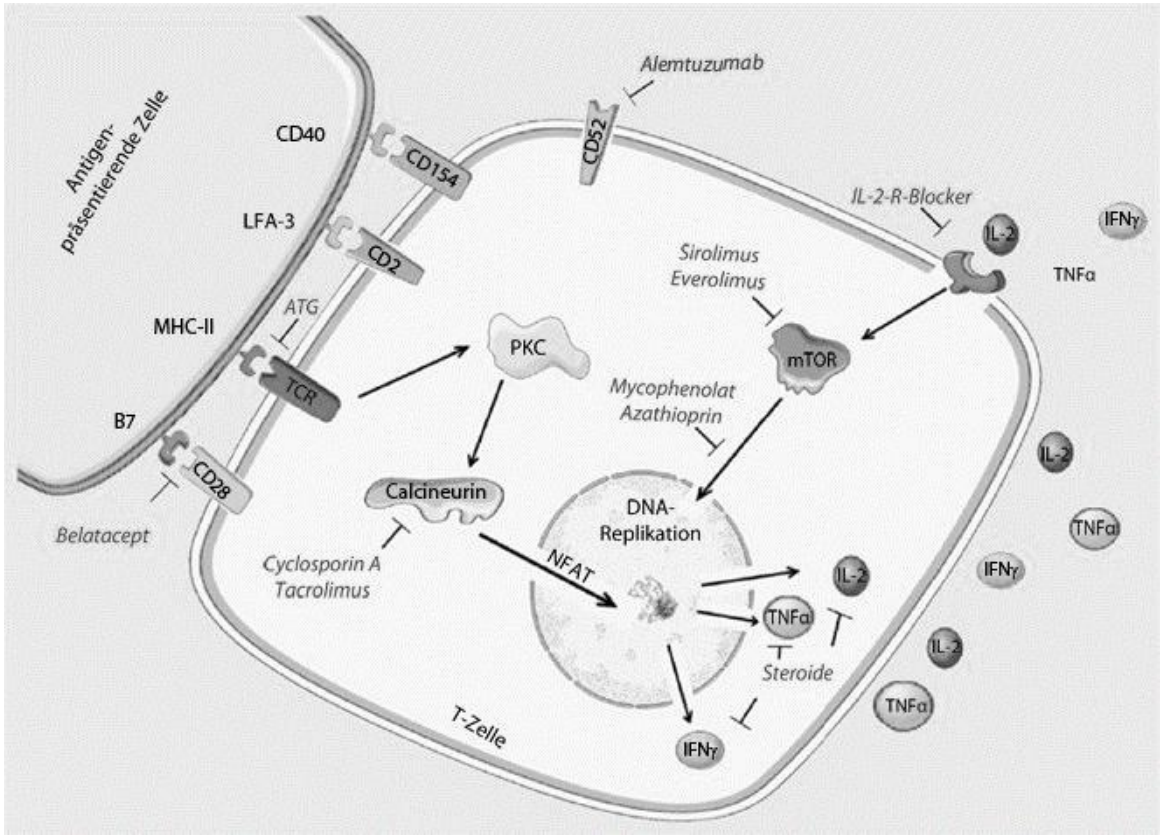 Antigen-
präsentierende Zelle
CD40
CD154
LFA-3
CD2
ATG
MHC-II
TCR
B7
CD28
Belatacept
Alemtuzumab
CD52
IL-2-R-Blocker
IL-2
IFNγ
TNFα
Sirolimus
Everolimus
mTOR
PKC
Mycophenolat
Azathioprin
Calcineurin
Cyclosporin A
Tacrolimus
NFAT
DNA-
Replikation
IL-2
TNFα
Steroide
IFNγ
T-Zelle
IL-2
TNFα
IFNγ
IL-2
TNFα